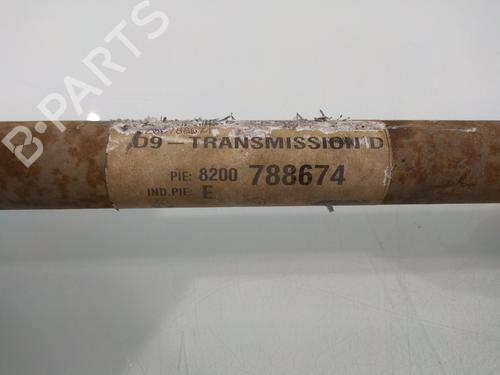 D9 - TRANSMISSION D
PIE: 8200 788674
IND.PIE: E
B-PARTS